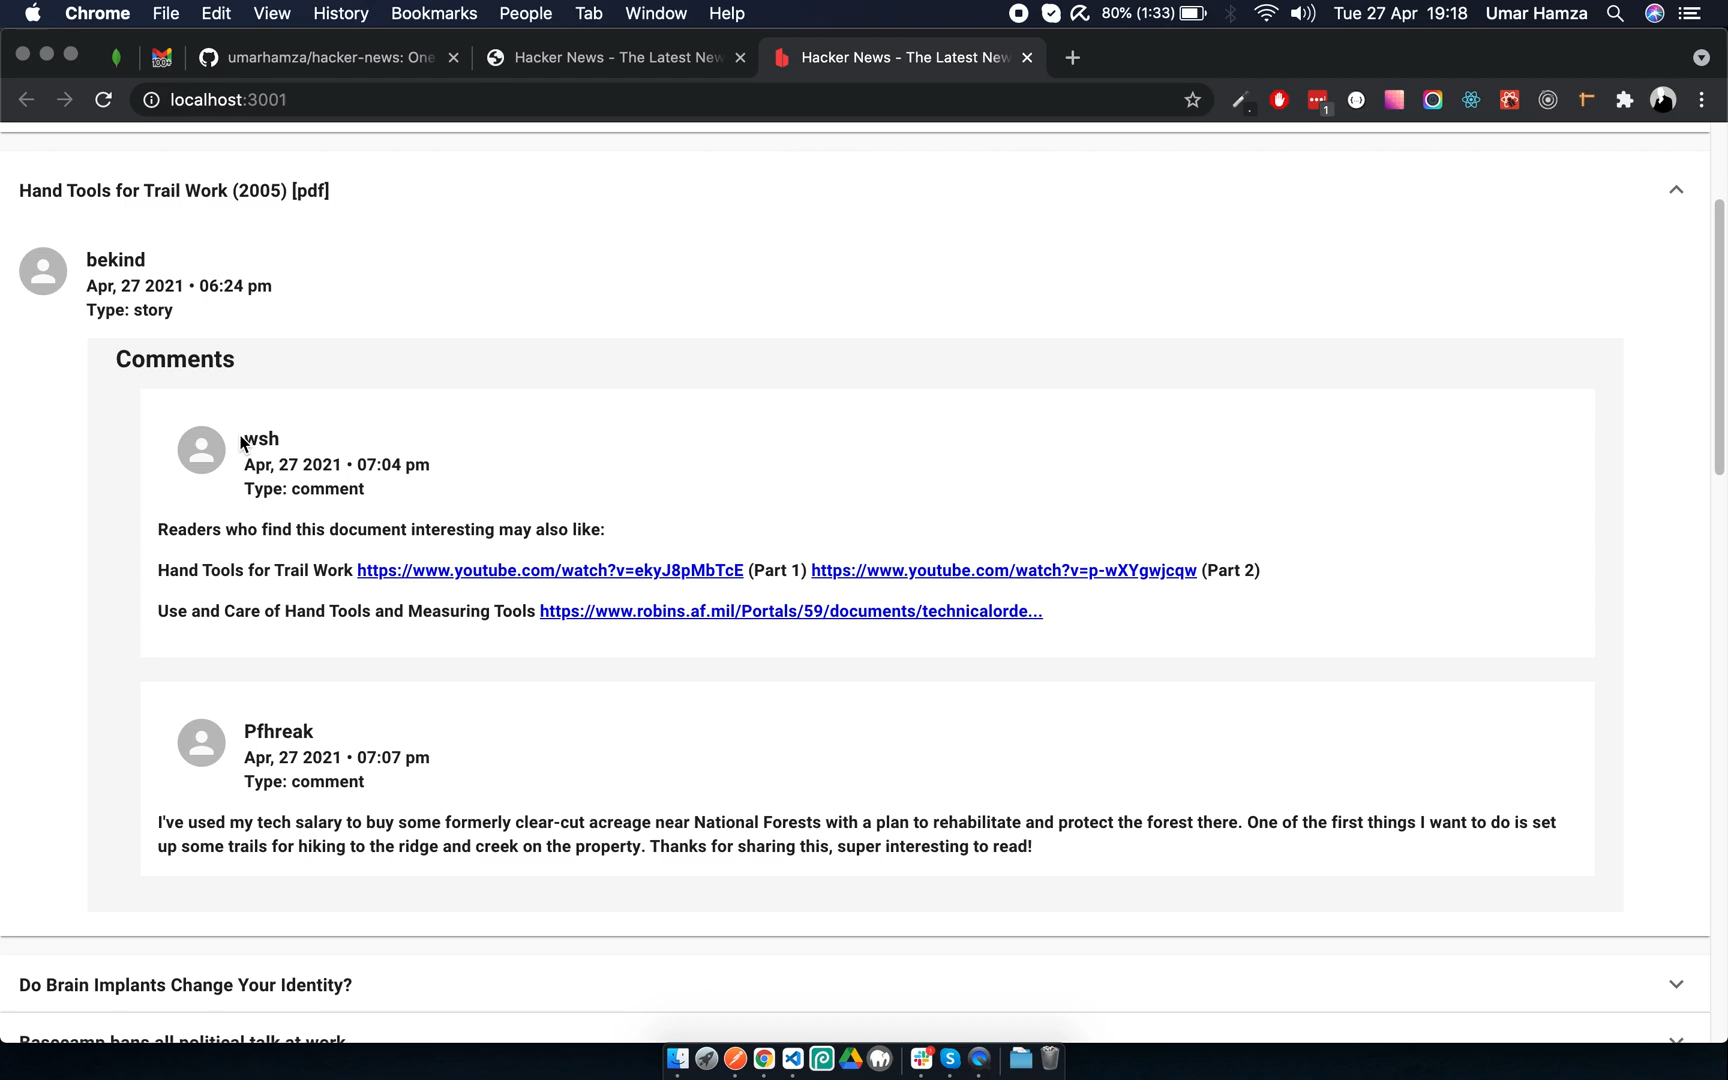 Chrome File Edit View History Bookmarks People Tab Window Help 80% (1:33) Tue 27 Apr 19:18 Umar Hamza
100+ umarhamza/hacker-news: One Hacker News - The Latest New Hacker News - The Latest New
localhost:3001 1
Hand Tools for Trail Work (2005) [pdf]
bekind
Apr, 27 2021 • 06:24 pm
Type: story
Comments
wsh
Apr, 27 2021 • 07:04 pm
Type: comment
Readers who find this document interesting may also like:
Hand Tools for Trail Work https://www.youtube.com/watch?v=ekyJ8pMbTcE (Part 1) https://www.youtube.com/watch?v=p-wXYgwjcqw (Part 2)
Use and Care of Hand Tools and Measuring Tools https://www.robins.af.mil/Portals/59/documents/technicalorde...
Pfhreak
Apr, 27 2021 • 07:07 pm
Type: comment
I've used my tech salary to buy some formerly clear-cut acreage near National Forests with a plan to rehabilitate and protect the forest there. One of the first things I want to do is set
up some trails for hiking to the ridge and creek on the property. Thanks for sharing this, super interesting to read!
Do Brain Implants Change Your Identity?
Basecamp bans all political talk at work